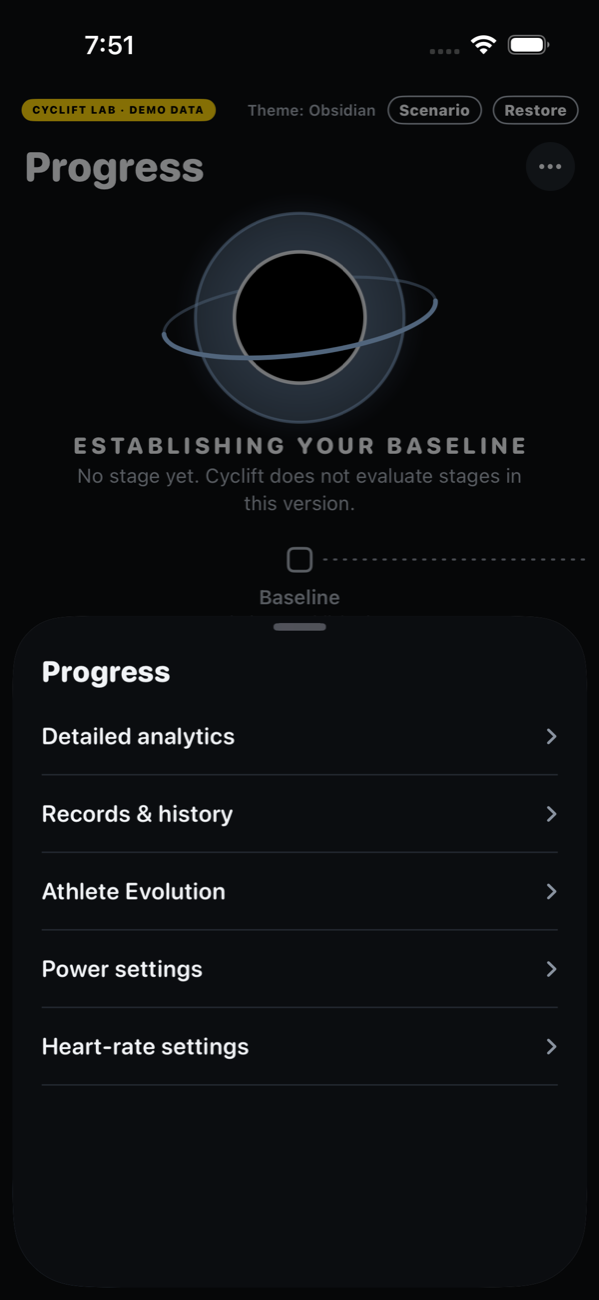 7:51
CYCLIFT LAB · DEMO DATA
Theme: Obsidian
Scenario
Restore
Progress
ESTABLISHING YOUR BASELINE
No stage yet. Cyclift does not evaluate stages in
this version.
Baseline
Progress
Detailed analytics
Records & history
Athlete Evolution
Power settings
Heart-rate settings